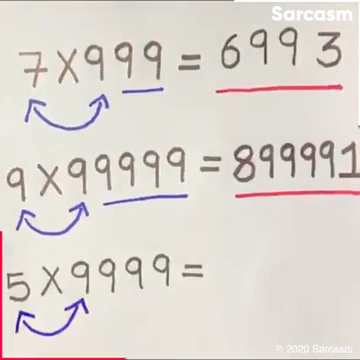 Sarcasm
7×999 = 6993
9×99999 = 899991
5×9999 =
© 2020 Sarcasm